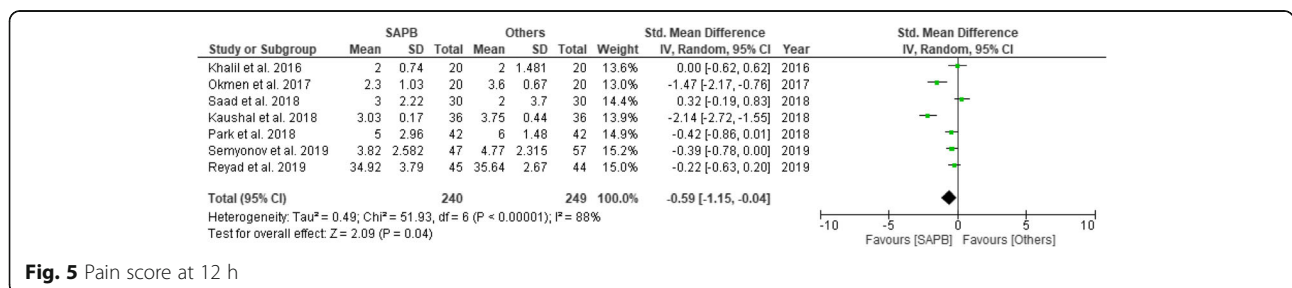 SAPB Others Std. Mean Difference Std. Mean Difference
Study or Subgroup Mean SD Total Mean SD Total Weight IV, Random, 95% CI Year IV, Random, 95% CI
Khalil et al. 2016 2 0.74 20 2 1.481 20 13.6% 0.00 [-0.62, 0.62] 2016
Okmen et al. 2017 2.3 1.03 20 3.6 0.67 20 13.0% -1.47 [-2.17, -0.76] 2017
Saad et al. 2018 3 2.22 30 2 3.7 30 14.4% 0.32 [-0.19, 0.83] 2018
Kaushal et al. 2018 3.03 0.17 36 3.75 0.44 36 13.9% -2.14 [-2.72, -1.55] 2018
Park et al. 2018 5 2.96 42 6 1.48 42 14.9% -0.42 [-0.86, 0.01] 2018
Semyonov et al. 2019 3.82 2.582 47 4.77 2.315 57 15.2% -0.39 [-0.78, 0.00] 2019
Reyad et al. 2019 34.92 3.79 45 35.64 2.67 44 15.0% -0.22 [-0.63, 0.20] 2019
Total (95% CI) 240 249 100.0% -0.59 [-1.15, -0.04]
Heterogeneity: Tau² = 0.49; Chi² = 51.93, df = 6 (P < 0.00001); I² = 88%
Test for overall effect: Z = 2.09 (P = 0.04)
-10 -5 0 5 10
Favours [SAPB] Favours [Others]
Fig. 5 Pain score at 12 h